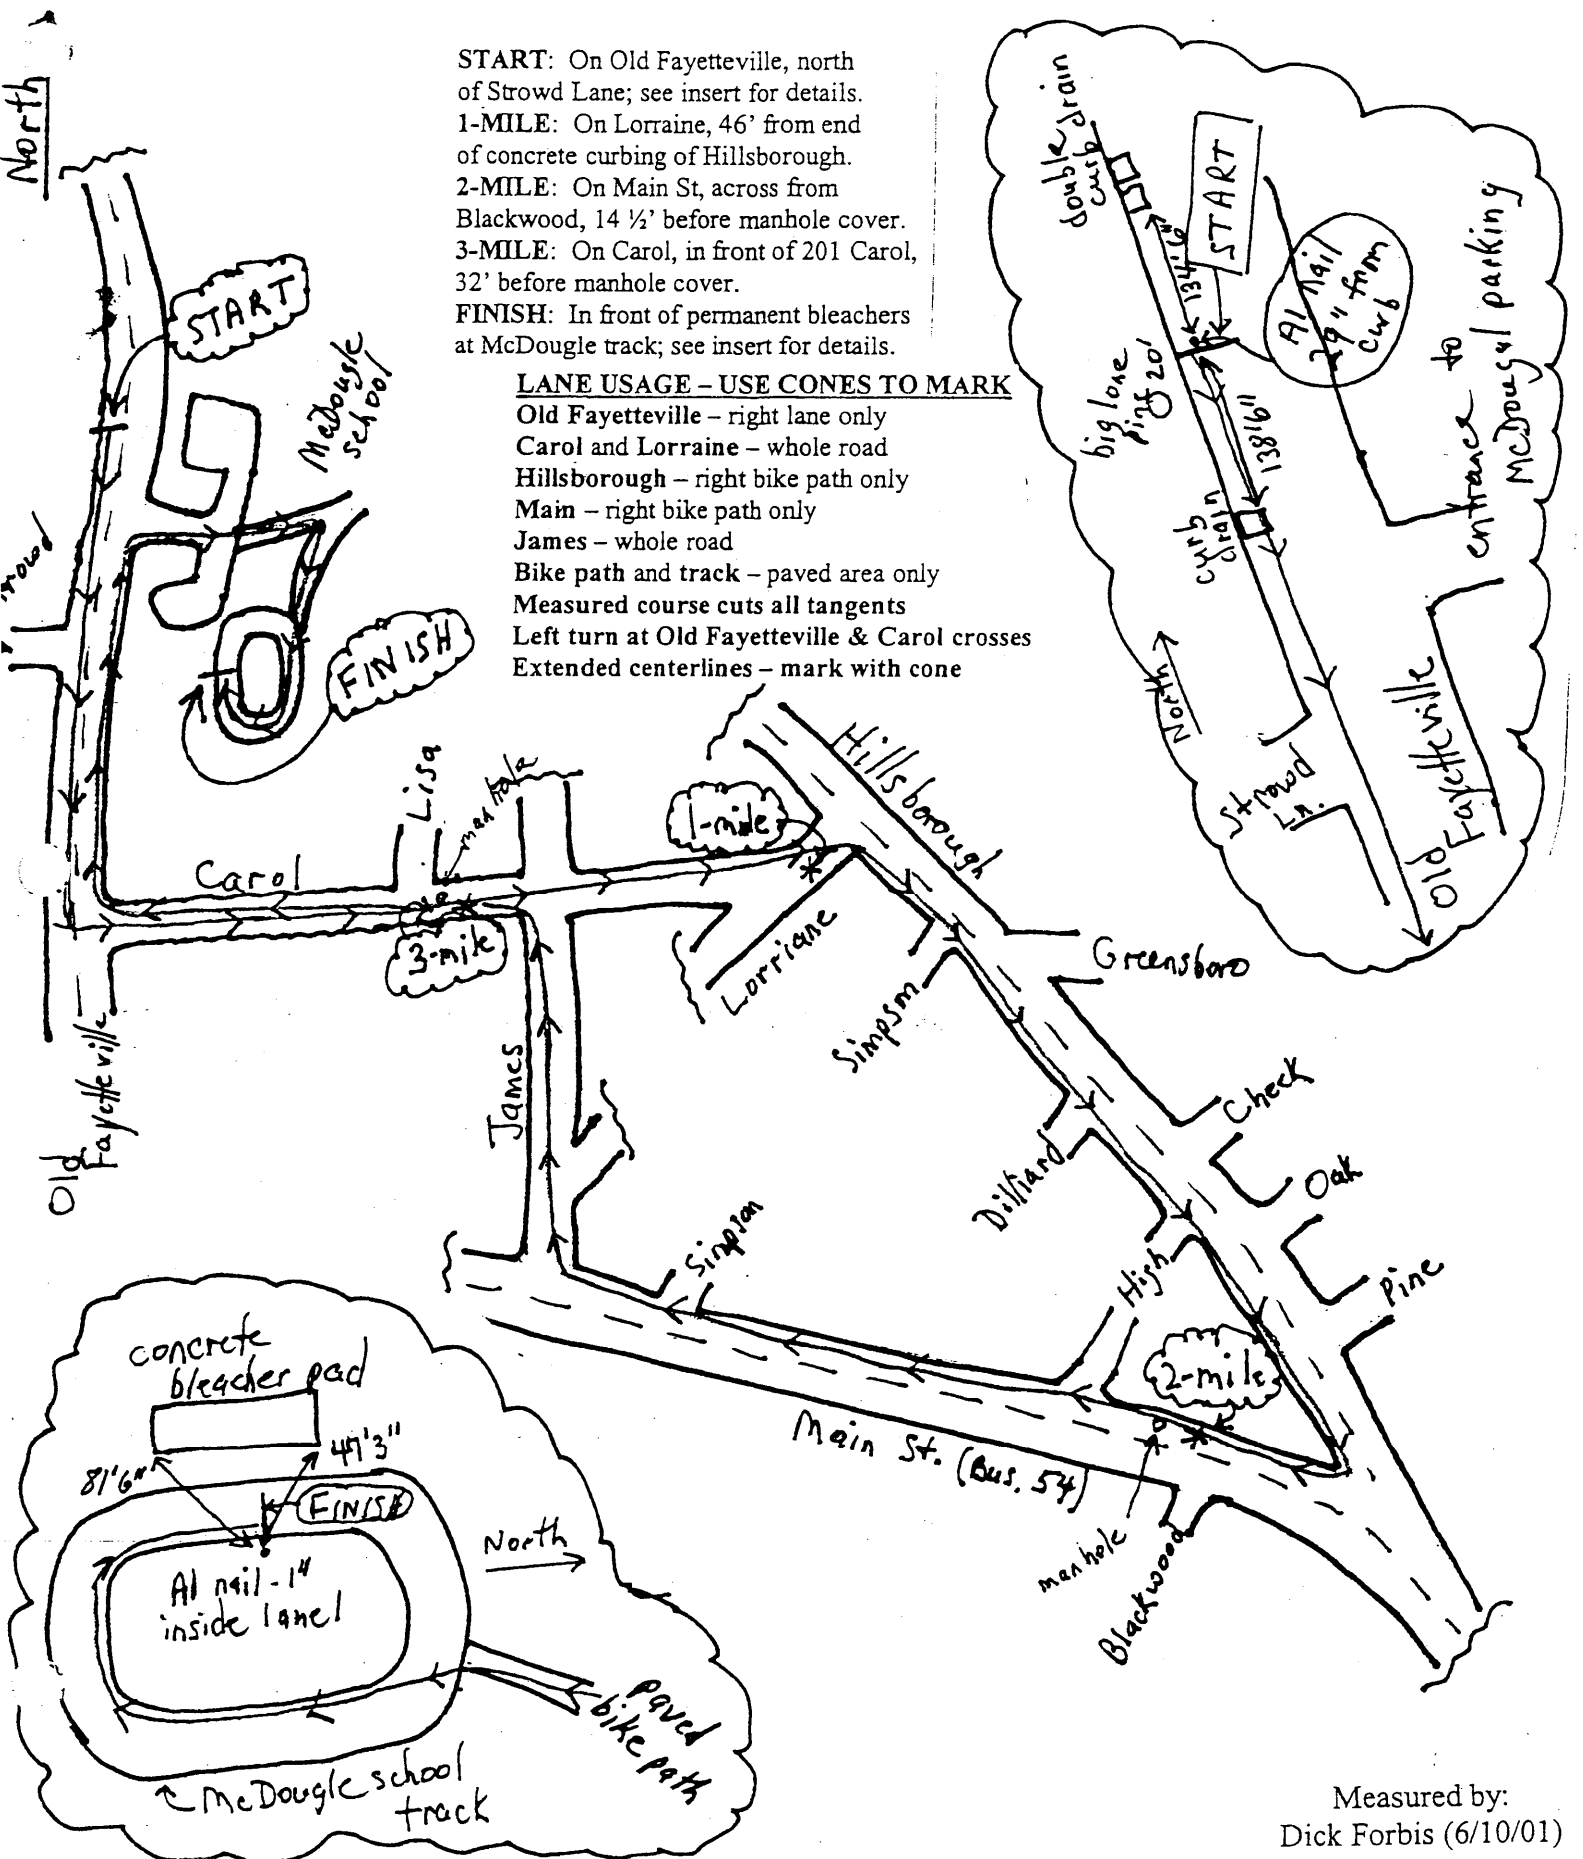 North
START: On Old Fayetteville, north
of Strowd Lane; see insert for details.
1-MILE: On Lorraine, 46’ from end
of concrete curbing of Hillsborough.
2-MILE: On Main St, across from
Blackwood, 14 ½’ before manhole cover.
3-MILE: On Carol, in front of 201 Carol,
32’ before manhole cover.
FINISH: In front of permanent bleachers
at McDougle track; see insert for details.
LANE USAGE – USE CONES TO MARK
Old Fayetteville – right lane only
Carol and Lorraine – whole road
Hillsborough – right bike path only
Main – right bike path only
James – whole road
Bike path and track – paved area only
Measured course cuts all tangents
Left turn at Old Fayetteville & Carol crosses
Extended centerlines – mark with cone
double drain
curb
START
134'6"
Al nail
29" from
curb
big lone
pine 20'
138'6"
curb
drain
entrance to
McDougal parking
North
Strowd
Ln.
Old
Fayetteville
START
McDougle
school
FINISH
Lisa
manhole
Carol
1-mile
Hillsborough
3-mile
Lorriane
Simpson
Greensboro
Old
Fayetteville
James
Check
Dilliard
Oak
Simpson
High
Pine
2-mile
Main St. (Bus. 54)
manhole
Blackwood
concrete
bleacher pad
81'6"
47'3"
FINISH
North
Al nail - 1"
inside lane 1
paved
bike path
McDougle school
track
Measured by:
Dick Forbis (6/10/01)